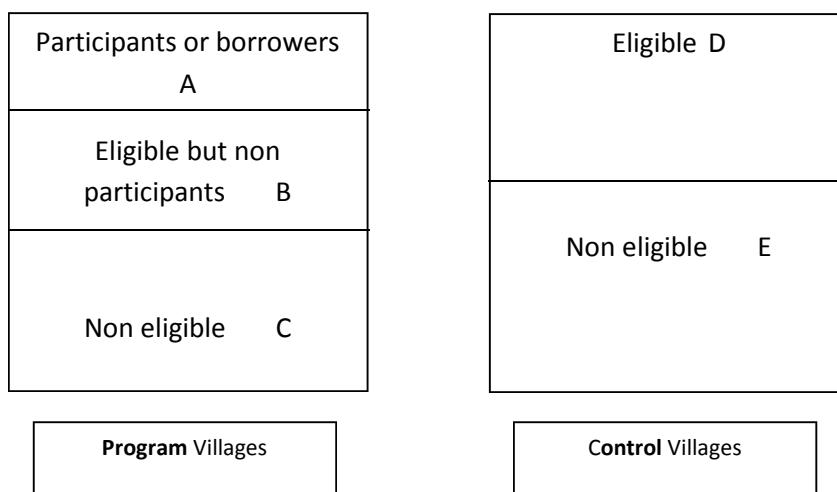 Participants or borrowers
A
Eligible but non
participants B
Non eligible C
Program Villages
Eligible D
Non eligible E
Control Villages